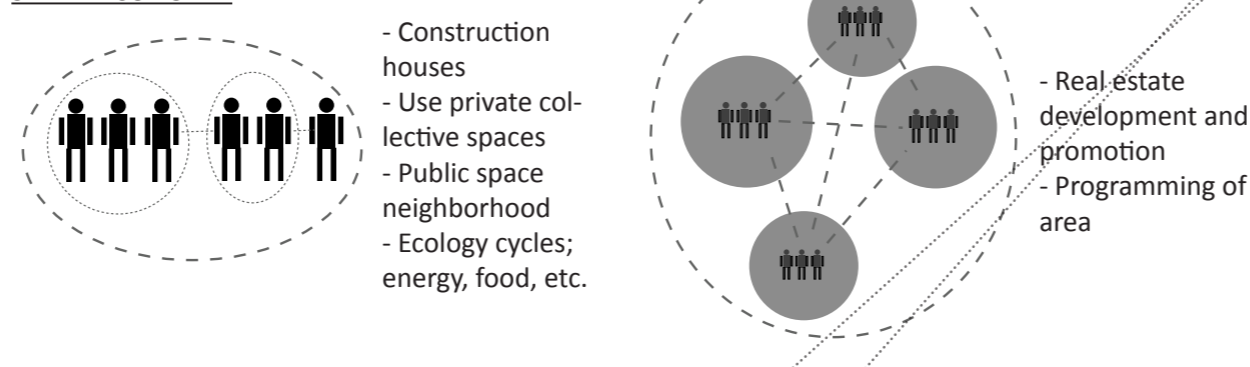 - Construction
houses
- Use private col-
lective spaces
- Public space
neighborhood
- Ecology cycles;
energy, food, etc.
- Real estate
development and
promotion
- Programming of
area